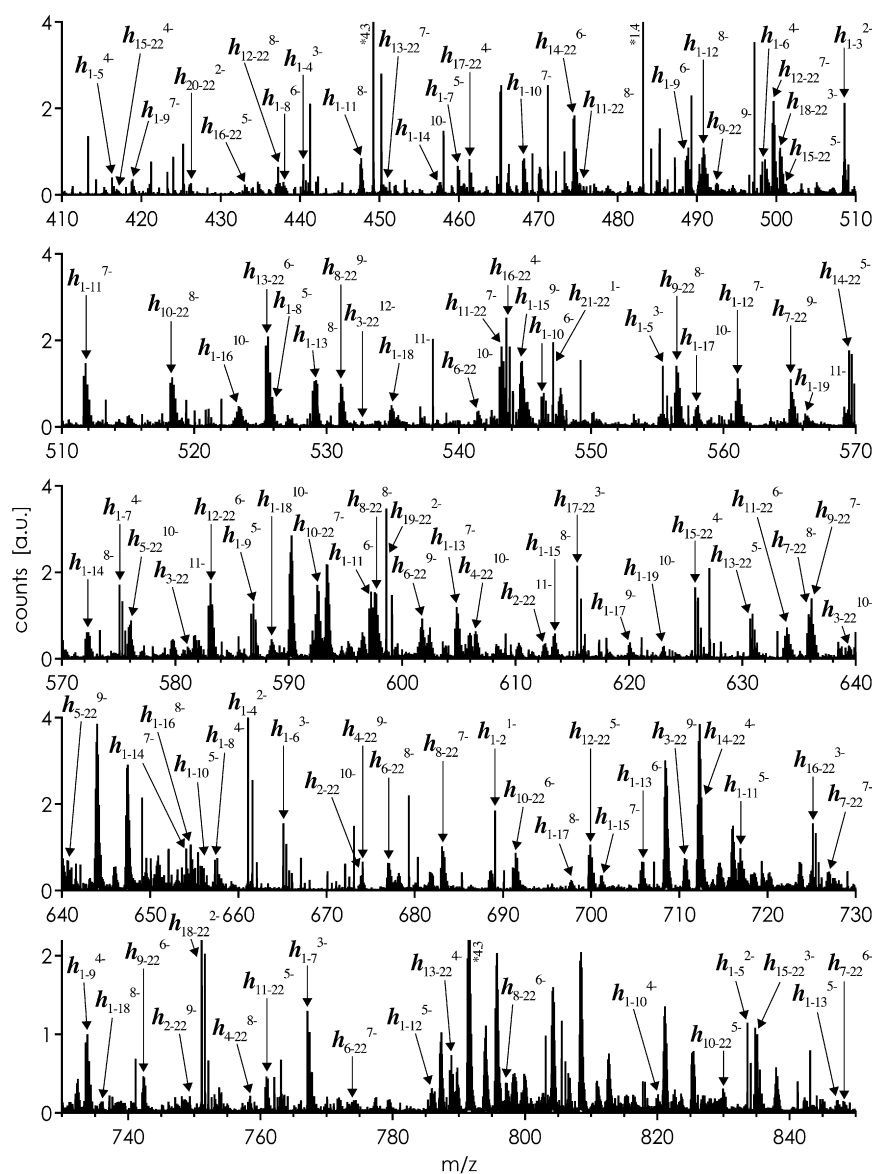 4 *4.3 *1.4
h1-5 4- h15-22 4- h1-9 7- h20-22 2- h16-22 5- h12-22 8- h1-8 6- h1-4 3- h1-11 8- h13-22 7- h1-14 10- h1-7 5- h17-22 4- h1-10 7- h14-22 6- h11-22 8- h1-9 6- h1-12 8- h9-22 9- h1-6 4- h12-22 7- h18-22 3- h15-22 5- h1-3 2-
2
0
410 420 430 440 450 460 470 480 490 500 510
4
h1-11 7- h10-22 8- h1-16 10- h13-22 6- h1-8 5- h1-13 8- h8-22 9- h3-22 12- h1-18 11- h6-22 10- h11-22 7- h16-22 4- h1-15 9- h1-10 6- h21-22 1- h1-5 3- h9-22 8- h1-17 10- h1-12 7- h7-22 9- h1-19 11- h14-22 5-
2
0
510 520 530 540 550 560 570
4
h1-14 8- h1-7 4- h5-22 10- h3-22 11- h12-22 6- h1-9 5- h1-18 10- h10-22 7- h1-11 6- h8-22 8- h19-22 2- h6-22 9- h1-13 7- h4-22 10- h2-22 11- h1-15 8- h17-22 3- h1-17 9- h1-19 10- h15-22 4- h13-22 5- h11-22 6- h7-22 8- h9-22 7- h3-22 10-
counts [a.u.]
2
0
570 580 590 600 610 620 630 640
4
h5-22 9- h1-14 7- h1-16 8- h1-10 5- h1-8 4- h1-4 2- h1-6 3- h2-22 10- h4-22 9- h6-22 8- h8-22 7- h1-2 1- h10-22 6- h1-17 8- h12-22 5- h1-15 7- h1-13 6- h3-22 9- h14-22 4- h1-11 5- h16-22 3- h7-22 7-
2
0
640 650 660 670 680 690 700 710 720 730
2 *4.3
h1-9 4- h1-18 8- h9-22 6- h2-22 9- h18-22 2- h4-22 8- h11-22 5- h1-7 3- h6-22 7- h1-12 5- h13-22 4- h8-22 6- h1-10 4- h10-22 5- h1-5 2- h15-22 3- h1-13 5- h7-22 6-
1
0
740 760 780 800 820 840
m/z